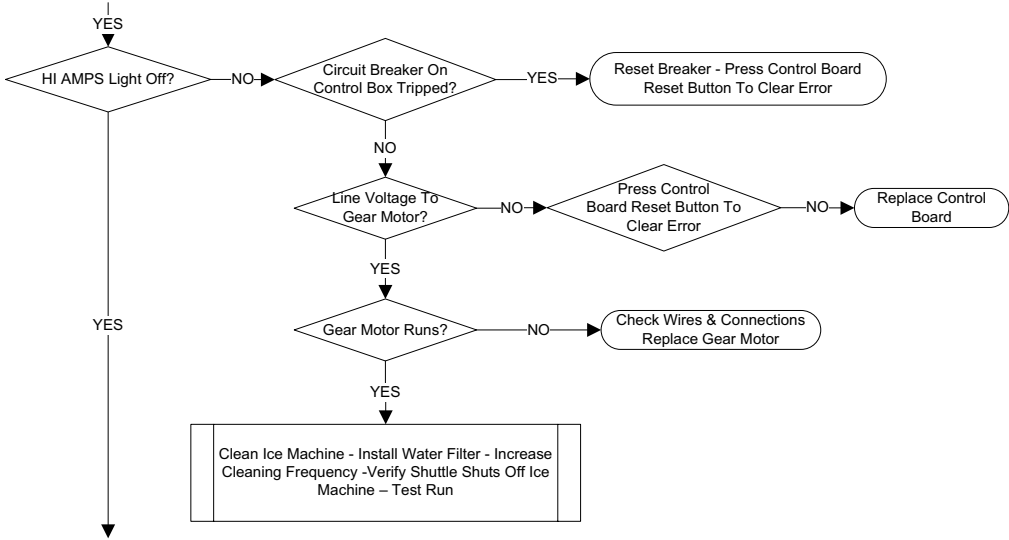 YES
HI AMPS Light Off?
NO
Circuit Breaker On
Control Box Tripped?
YES
Reset Breaker - Press Control Board
Reset Button To Clear Error
NO
Line Voltage To
Gear Motor?
NO
Press Control
Board Reset Button To
Clear Error
NO
Replace Control
Board
YES
YES
Gear Motor Runs?
NO
Check Wires & Connections
Replace Gear Motor
YES
Clean Ice Machine - Install Water Filter - Increase
Cleaning Frequency -Verify Shuttle Shuts Off Ice
Machine – Test Run